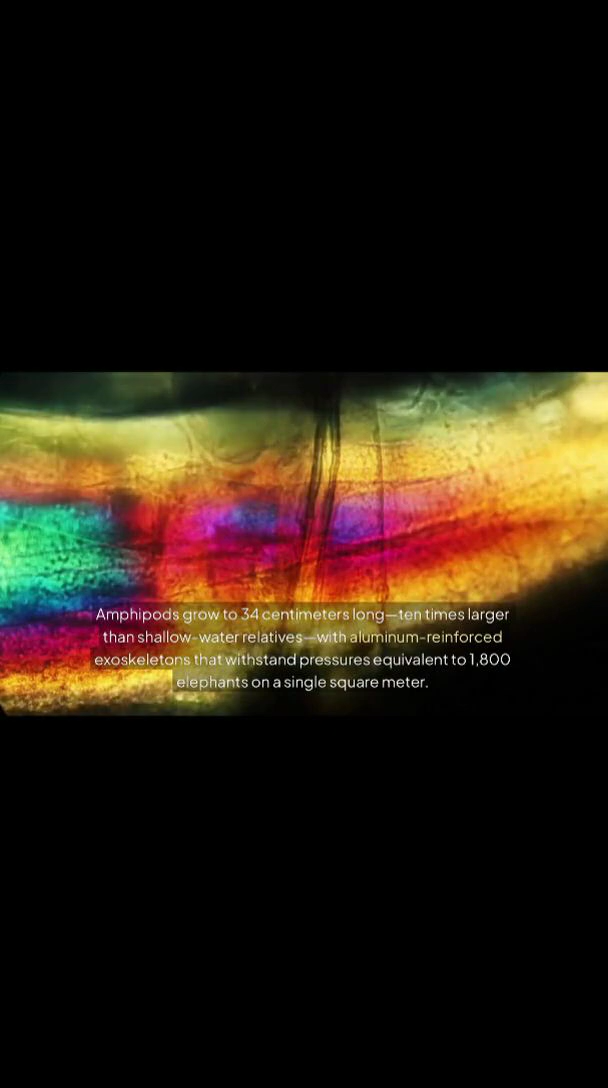 Amphipods grow to 34 centimeters long—ten times larger
than shallow-water relatives—with aluminum-reinforced
exoskeletons that withstand pressures equivalent to 1,800
elephants on a single square meter.